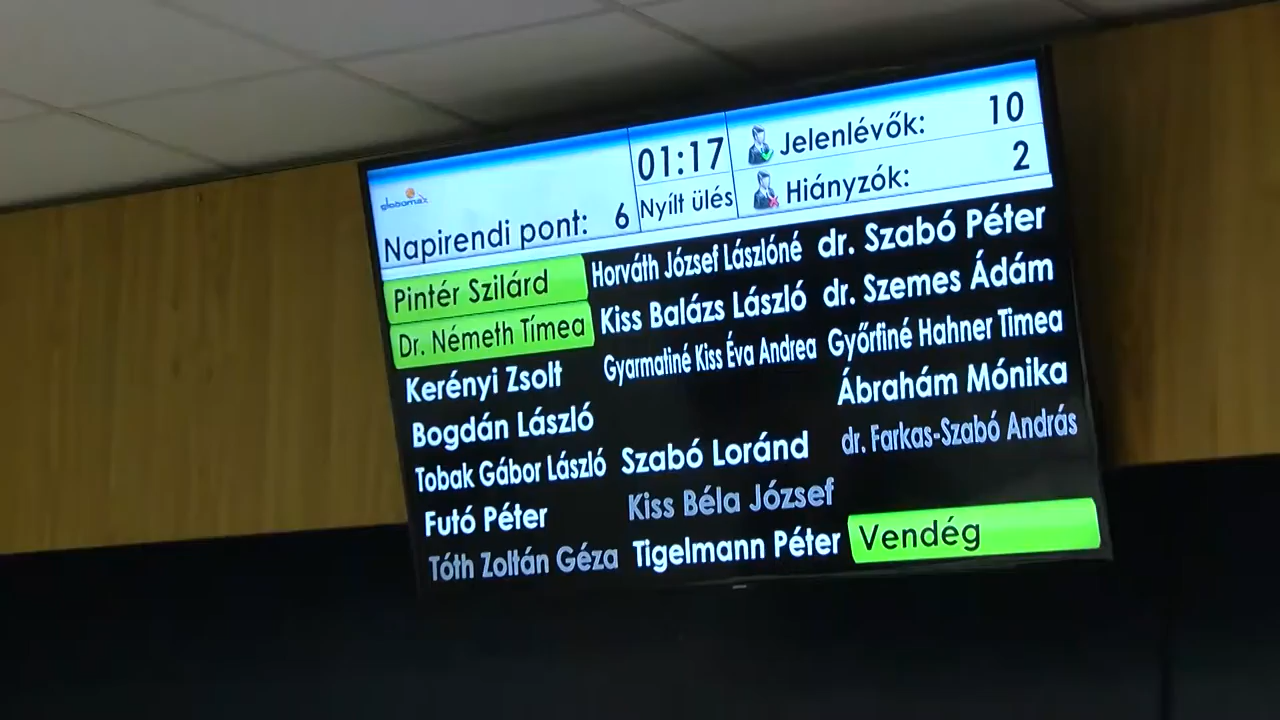 globomax
Napirendi pont: 6
01:17
Nyílt ülés
Jelenlévők: 10
Hiányzók: 2
Pintér Szilárd
Dr. Németh Tímea
Kerényi Zsolt
Bogdán László
Tobak Gábor László
Futó Péter
Tóth Zoltán Géza
Horváth József Lászlóné
Kiss Balázs László
Gyarmatiné Kiss Éva Andrea
Szabó Loránd
Kiss Béla József
Tigelmann Péter
dr. Szabó Péter
dr. Szemes Ádám
Győrfiné Hahner Timea
Ábrahám Mónika
dr. Farkas-Szabó András
Vendég